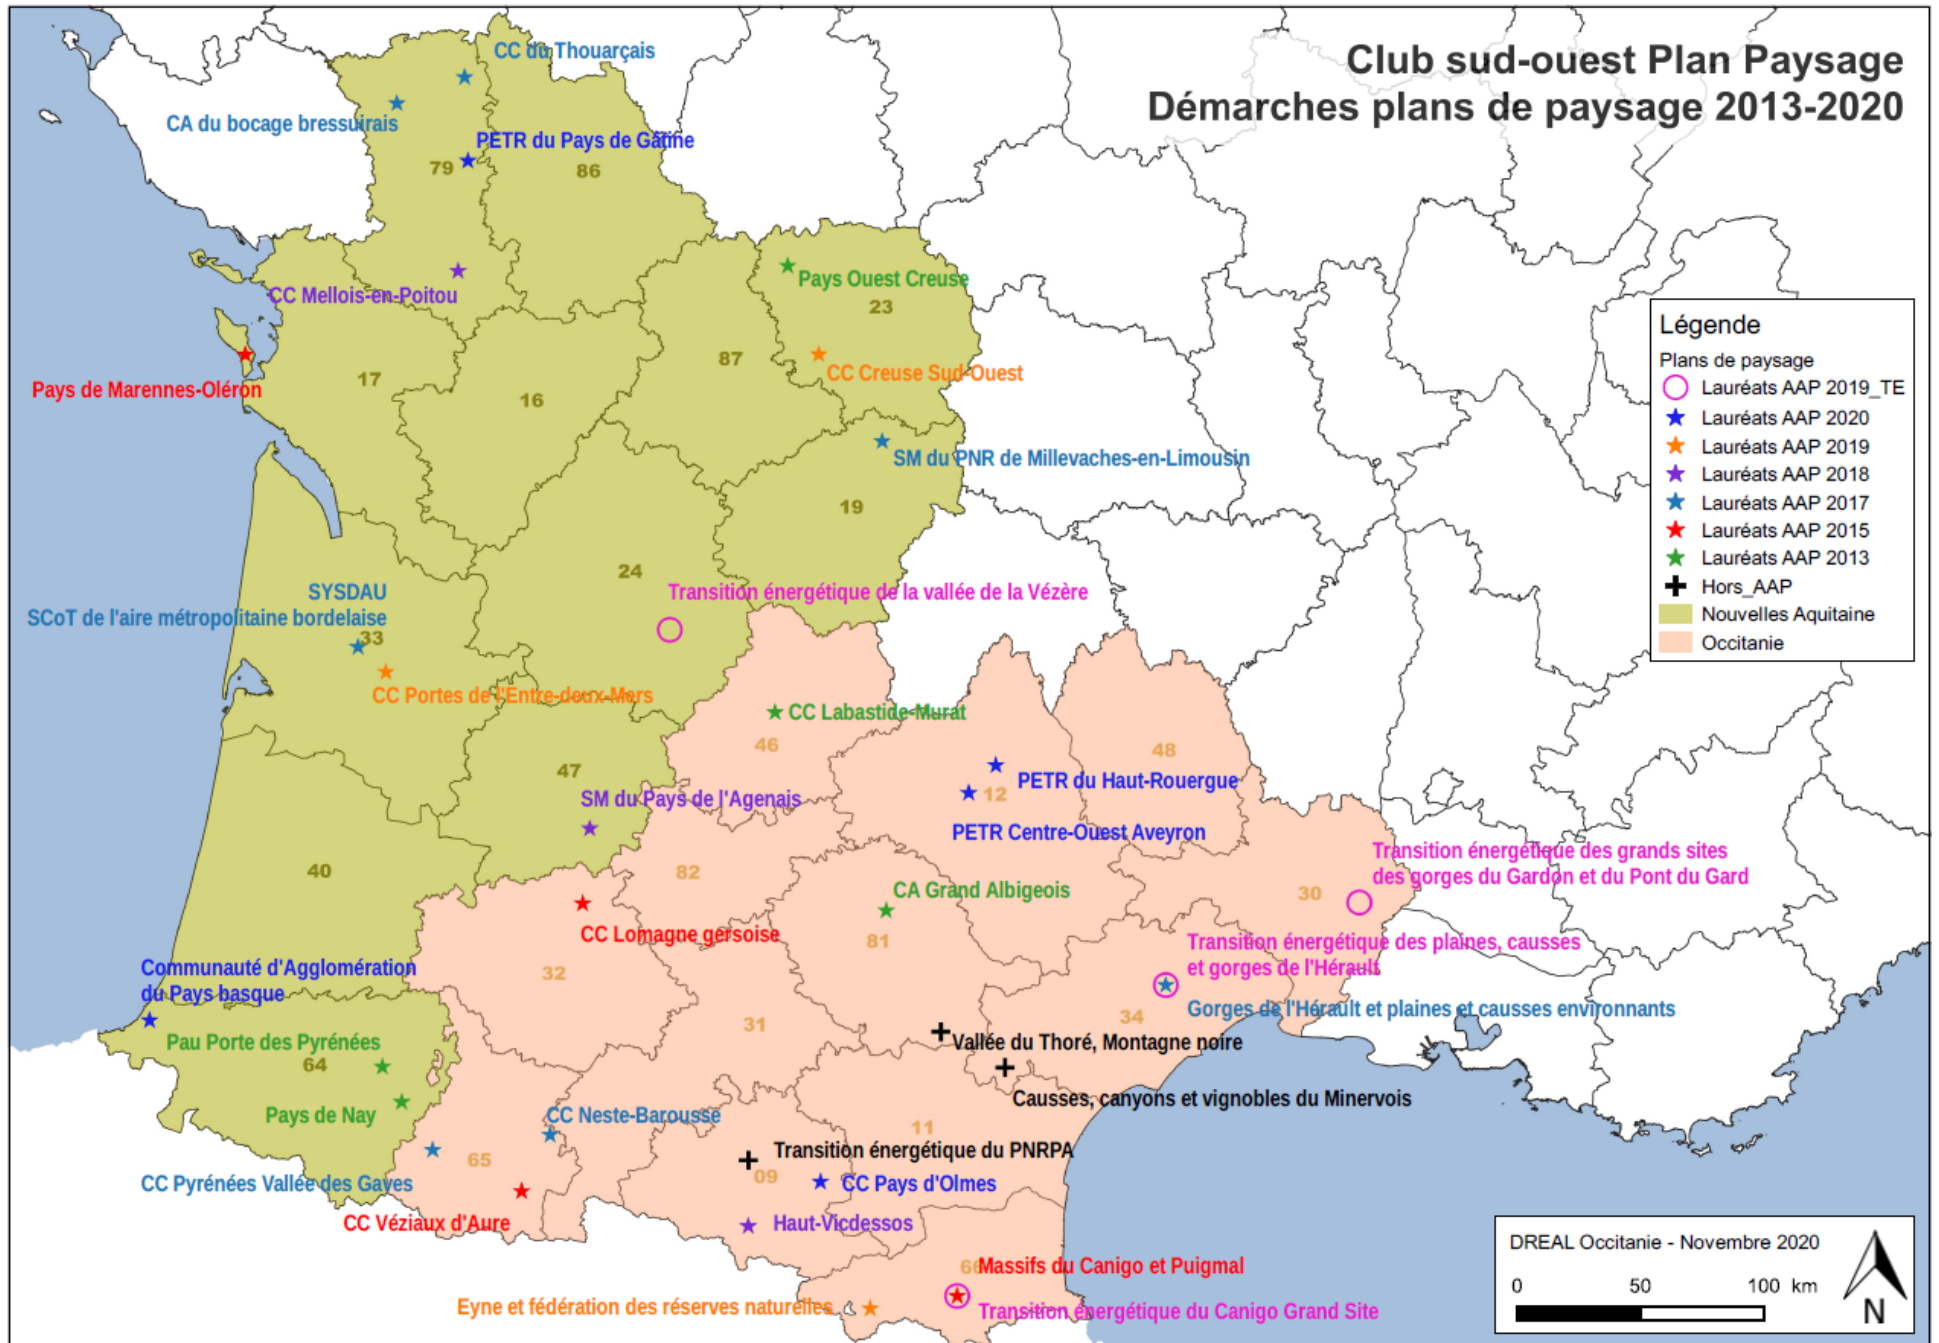 Club sud-ouest Plan Paysage
Démarches plans de paysage 2013-2020
CC du Thouarçais
CA du bocage bressuirais
PETR du Pays de Gâtine
79
86
CC Mellois-en-Poitou
Pays Ouest Creuse
23
Pays de Marennes-Oléron
17
16
87
CC Creuse Sud-Ouest
SM du PNR de Millevaches-en-Limousin
19
24
Transition énergétique de la vallée de la Vézère
SYSDAU
SCoT de l'aire métropolitaine bordelaise
33
CC Portes de l'Entre-deux-Mers
CC Labastide-Murat
46
48
47
SM du Pays de l'Agenais
PETR du Haut-Rouergue
12
PETR Centre-Ouest Aveyron
40
82
CA Grand Albigeois
81
Transition énergétique des grands sites
des gorges du Gardon et du Pont du Gard
30
CC Lomagne gersoise
32
Transition énergétique des plaines, causses
et gorges de l'Hérault
Gorges de l'Hérault et plaines et causses environnants
34
Communauté d'Agglomération
du Pays basque
Pau Porte des Pyrénées
64
Pays de Nay
31
Vallée du Thoré, Montagne noire
Causses, canyons et vignobles du Minervois
CC Neste-Barousse
11
65
Transition énergétique du PNRPA
09
CC Pyrénées Vallée des Gaves
CC Pays d'Olmes
CC Véziaux d'Aure
Haut-Vicdessos
66
Massifs du Canigo et Puigmal
Eyne et fédération des réserves naturelles
Transition énergétique du Canigo Grand Site
Légende
Plans de paysage
Lauréats AAP 2019_TE
Lauréats AAP 2020
Lauréats AAP 2019
Lauréats AAP 2018
Lauréats AAP 2017
Lauréats AAP 2015
Lauréats AAP 2013
Hors_AAP
Nouvelles Aquitaine
Occitanie
DREAL Occitanie - Novembre 2020
0 50 100 km
N